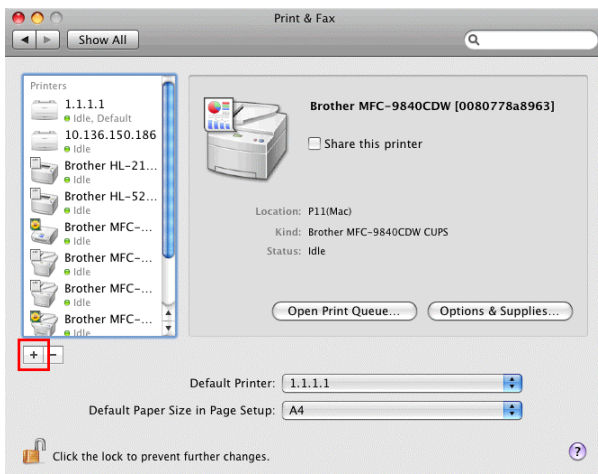 Print & Fax
Show All
Printers
1.1.1.1
Idle, Default
10.136.150.186
Idle
Brother HL-21...
Idle
Brother HL-52...
Idle
Brother MFC-...
Idle
Brother MFC-...
Idle
Brother MFC-...
Idle
Brother MFC-...
Idle
+ −
Brother MFC-9840CDW [0080778a8963]
Share this printer
Location: P11(Mac)
Kind: Brother MFC-9840CDW CUPS
Status: Idle
Open Print Queue... Options & Supplies...
Default Printer: 1.1.1.1
Default Paper Size in Page Setup: A4
Click the lock to prevent further changes.
?